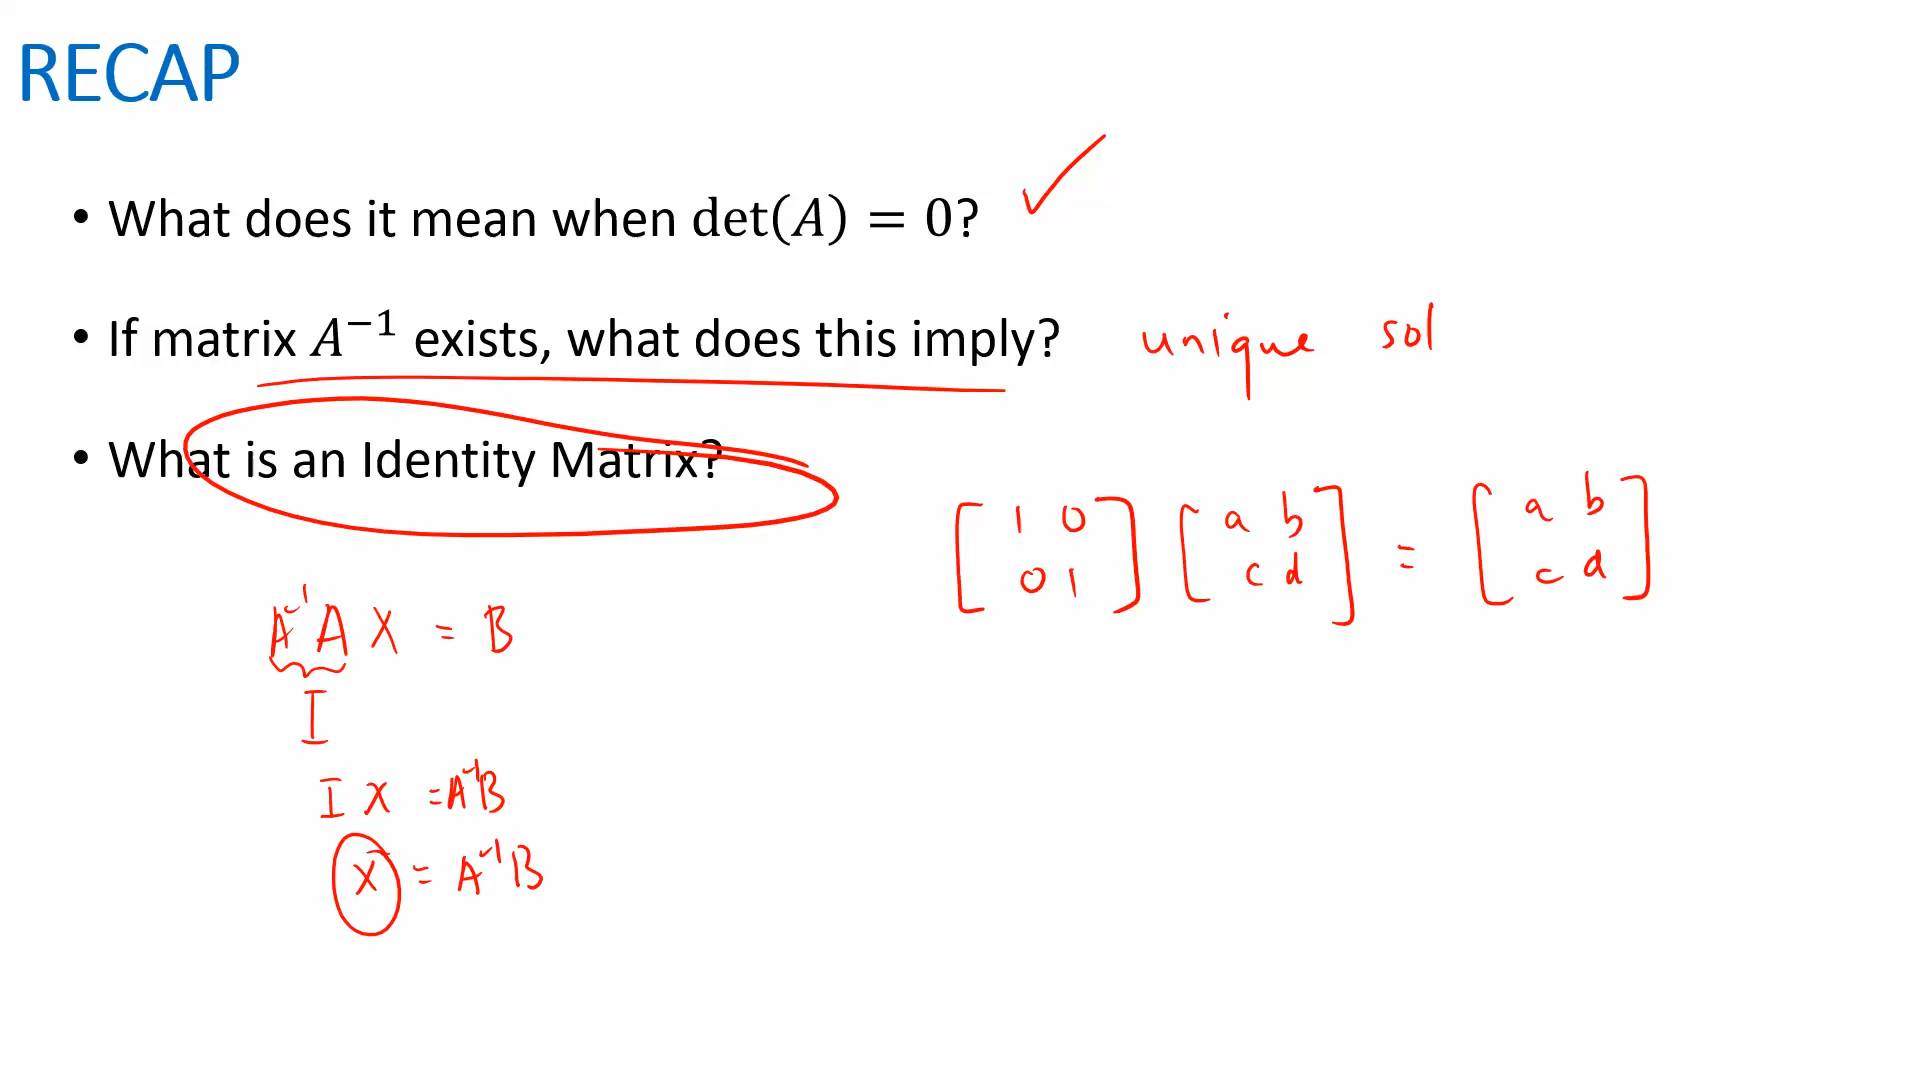 RECAP
• What does it mean when det(A) = 0? ✓
• If matrix A⁻¹ exists, what does this imply? unique sol
• What is an Identity Matrix?
[1 0; 0 1] [a b; c d] = [a b; c d]
A⁻¹ A X = B
I
I X = A⁻¹B
X = A⁻¹B